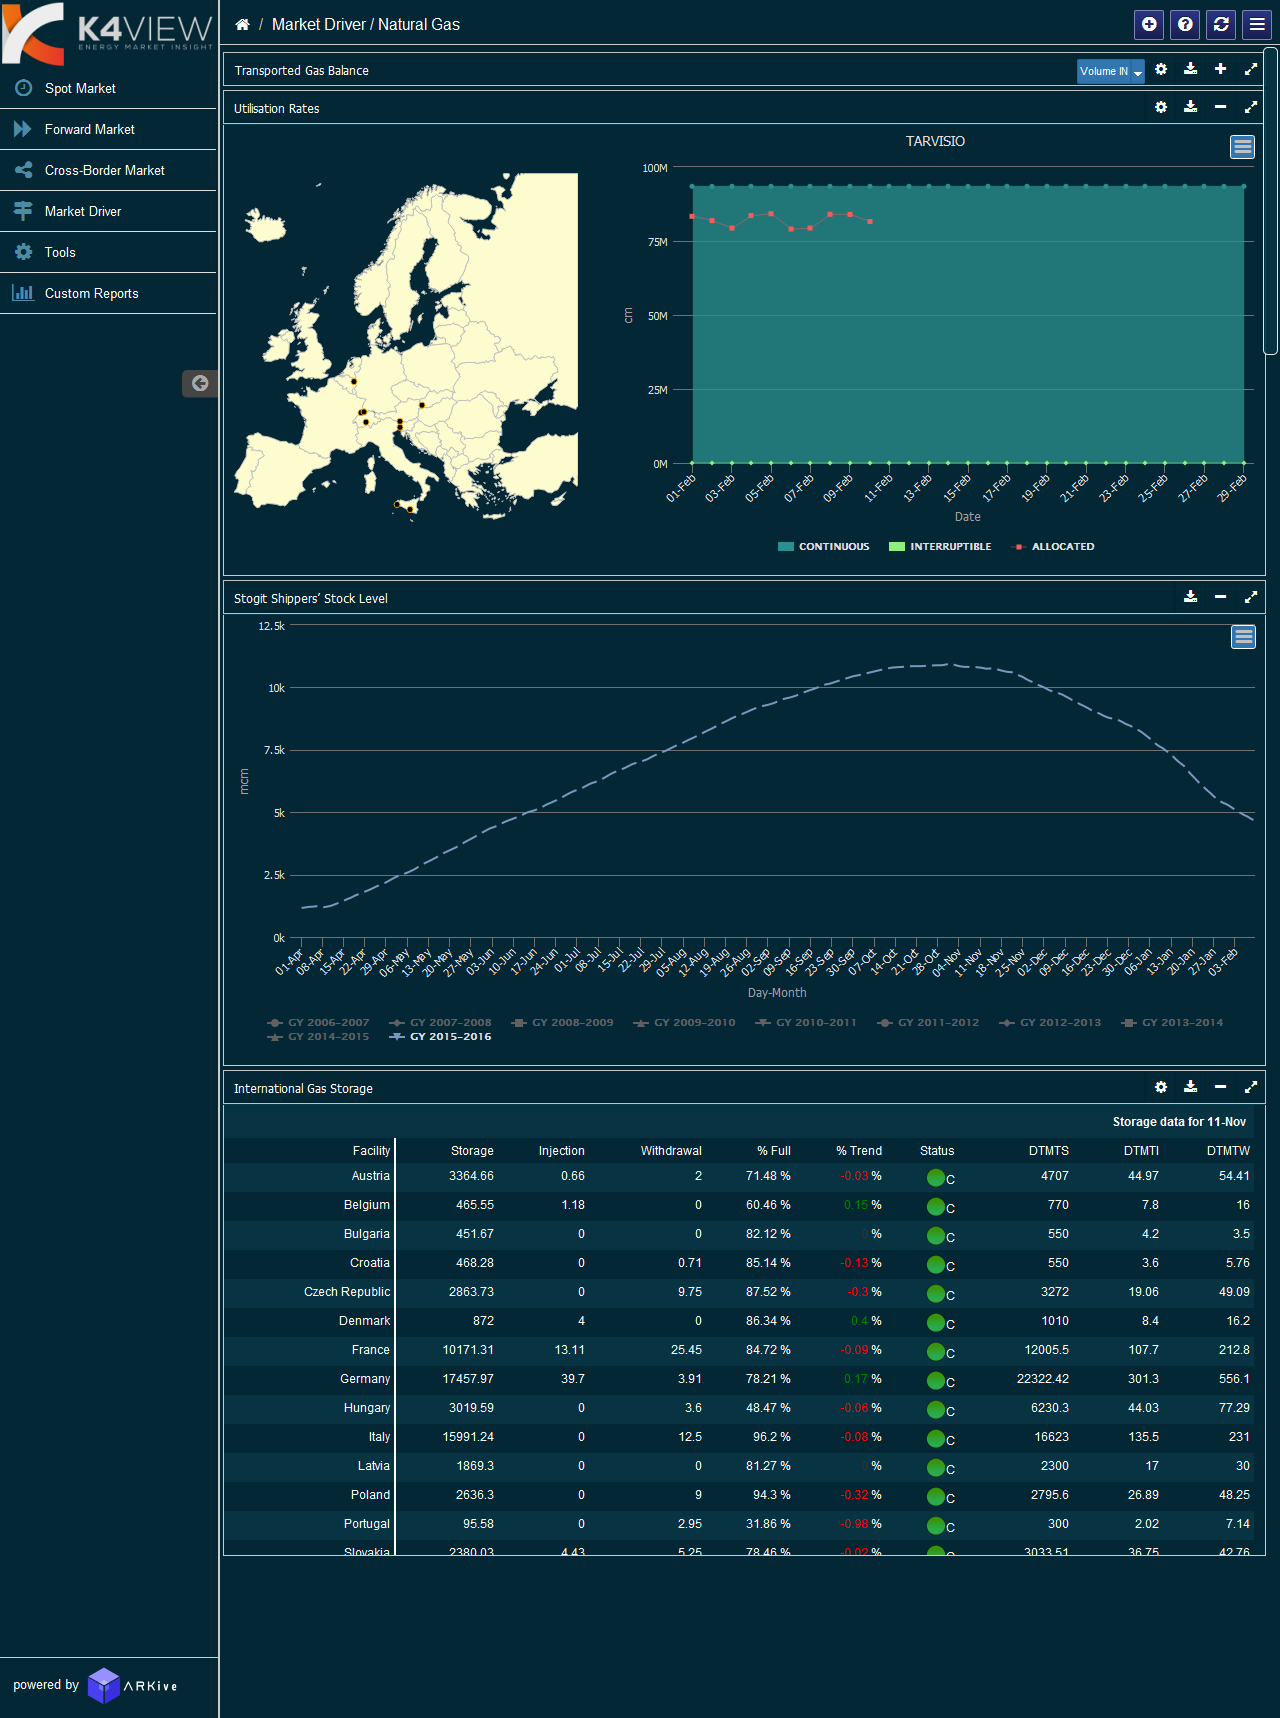 K4VIEW
ENERGY MARKET INSIGHT
/ Market Driver / Natural Gas
Spot Market
Forward Market
Cross-Border Market
Market Driver
Tools
Custom Reports
Transported Gas Balance
Volume IN
Utilisation Rates
TARVISIO
100M
75M
50M
25M
0M
cm
01-Feb 03-Feb 05-Feb 07-Feb 09-Feb 11-Feb 13-Feb 15-Feb 17-Feb 19-Feb 21-Feb 23-Feb 25-Feb 27-Feb 29-Feb
Date
CONTINUOUS INTERRUPTIBLE ALLOCATED
Stogit Shippers' Stock Level
12.5k
10k
7.5k
5k
2.5k
0k
mcm
01-Apr 08-Apr 15-Apr 22-Apr 29-Apr 06-May 13-May 20-May 27-May 03-Jun 10-Jun 17-Jun 24-Jun 01-Jul 08-Jul 15-Jul 22-Jul 29-Jul 05-Aug 12-Aug 19-Aug 26-Aug 02-Sep 09-Sep 16-Sep 23-Sep 30-Sep 07-Oct 14-Oct 21-Oct 28-Oct 04-Nov 11-Nov 18-Nov 25-Nov 02-Dec 09-Dec 16-Dec 23-Dec 30-Dec 06-Jan 13-Jan 20-Jan 27-Jan 03-Feb
Day-Month
GY 2006-2007 GY 2007-2008 GY 2008-2009 GY 2009-2010 GY 2010-2011 GY 2011-2012 GY 2012-2013 GY 2013-2014
GY 2014-2015 GY 2015-2016
International Gas Storage
Storage data for 11-Nov
Facility Storage Injection Withdrawal % Full % Trend Status DTMTS DTMTI DTMTW
Austria 3364.66 0.66 2 71.48 % -0.03 % C 4707 44.97 54.41
Belgium 465.55 1.18 0 60.46 % 0.15 % C 770 7.8 16
Bulgaria 451.67 0 0 82.12 % 0 % C 550 4.2 3.5
Croatia 468.28 0 0.71 85.14 % -0.13 % C 550 3.6 5.76
Czech Republic 2863.73 0 9.75 87.52 % -0.3 % C 3272 19.06 49.09
Denmark 872 4 0 86.34 % 0.4 % C 1010 8.4 16.2
France 10171.31 13.11 25.45 84.72 % -0.09 % C 12005.5 107.7 212.8
Germany 17457.97 39.7 3.91 78.21 % 0.17 % C 22322.42 301.3 556.1
Hungary 3019.59 0 3.6 48.47 % -0.06 % C 6230.3 44.03 77.29
Italy 15991.24 0 12.5 96.2 % -0.08 % C 16623 135.5 231
Latvia 1869.3 0 0 81.27 % 0 % C 2300 17 30
Poland 2636.3 0 9 94.3 % -0.32 % C 2795.6 26.89 48.25
Portugal 95.58 0 2.95 31.86 % -0.98 % C 300 2.02 7.14
Slovakia 2380.03 4.43 5.25 78.46 % -0.02 % C 3033.51 36.75 42.76
powered by ARKive